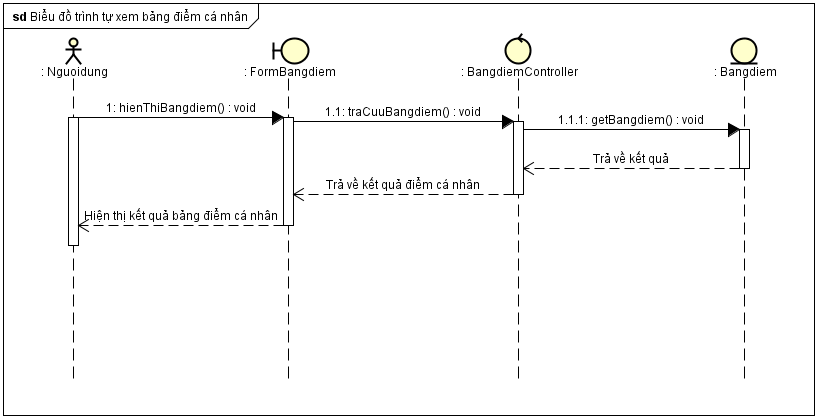 sd Biểu đồ trình tự xem bảng điểm cá nhân
: Nguoidung
: FormBangdiem
: BangdiemController
: Bangdiem
1: hienThiBangdiem() : void
1.1: traCuuBangdiem() : void
1.1.1: getBangdiem() : void
Trả về kết quả
Trả về kết quả điểm cá nhân
Hiện thị kết quả bảng điểm cá nhân